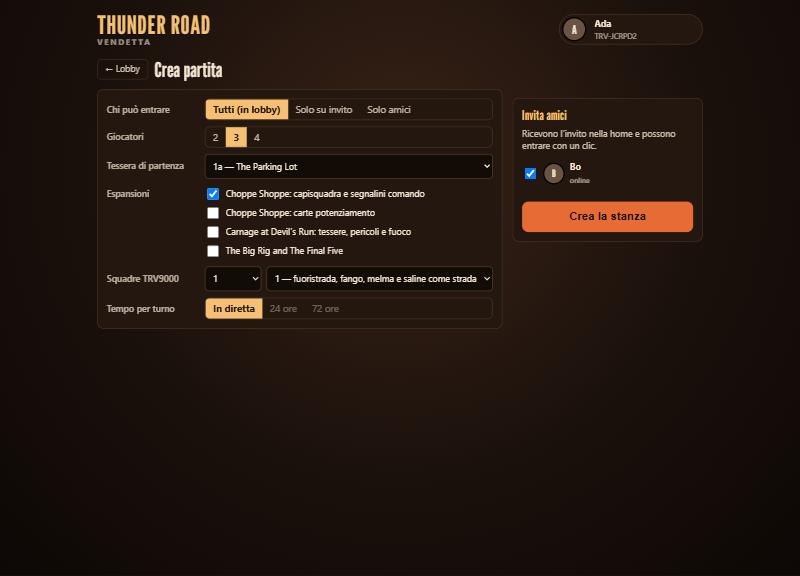 THUNDER ROAD
VENDETTA
A
Ada
TRV-JCRPD2
← Lobby
Crea partita
Chi può entrare
Tutti (in lobby)
Solo su invito
Solo amici
Giocatori
2
3
4
Tessera di partenza
1a — The Parking Lot
Espansioni
Choppe Shoppe: capisquadra e segnalini comando
Choppe Shoppe: carte potenziamento
Carnage at Devil's Run: tessere, pericoli e fuoco
The Big Rig and The Final Five
Squadre TRV9000
1
1 — fuoristrada, fango, melma e saline come strada
Tempo per turno
In diretta
24 ore
72 ore
Invita amici
Ricevono l'invito nella home e possono
entrare con un clic.
B
Bo
online
Crea la stanza